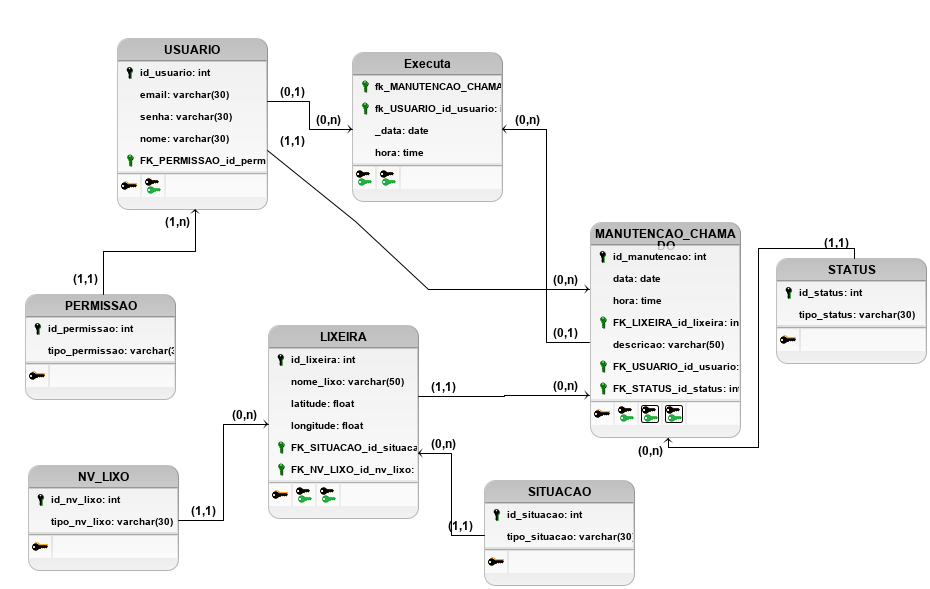 USUARIO
id_usuario: int
email: varchar(30)
senha: varchar(30)
nome: varchar(30)
FK_PERMISSAO_id_perm
Executa
fk_MANUTENCAO_CHAMA
fk_USUARIO_id_usuario:
_data: date
hora: time
(0,1)
(0,n)
(1,1)
(0,n)
(1,n)
(1,1)
MANUTENCAO_CHAMA
DO
id_manutencao: int
data: date
hora: time
FK_LIXEIRA_id_lixeira: in
descricao: varchar(50)
FK_USUARIO_id_usuario:
FK_STATUS_id_status: int
(0,n)
(0,1)
(1,1)
STATUS
id_status: int
tipo_status: varchar(30)
PERMISSAO
id_permissao: int
tipo_permissao: varchar(3
LIXEIRA
id_lixeira: int
nome_lixo: varchar(50)
latitude: float
longitude: float
FK_SITUACAO_id_situaca
FK_NV_LIXO_id_nv_lixo:
(1,1)
(0,n)
(0,n)
(0,n)
(0,n)
NV_LIXO
id_nv_lixo: int
tipo_nv_lixo: varchar(30)
(1,1)
(1,1)
SITUACAO
id_situacao: int
tipo_situacao: varchar(30)